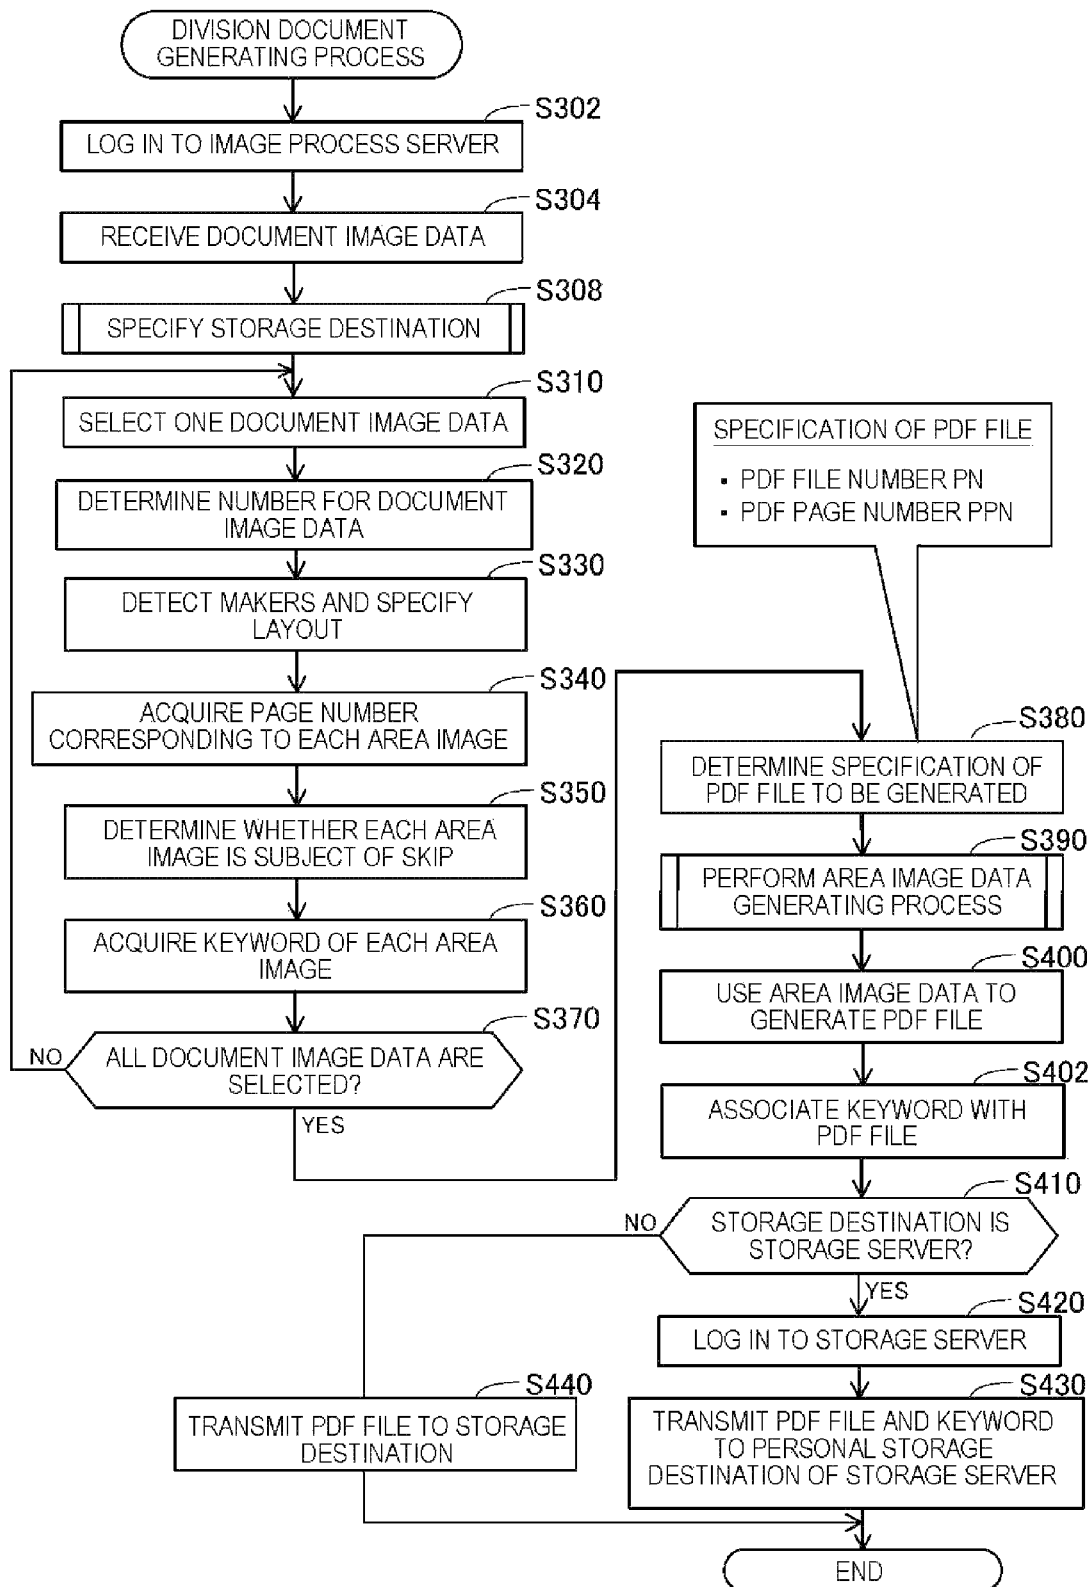 DIVISION DOCUMENT
GENERATING PROCESS
S302
LOG IN TO IMAGE PROCESS SERVER
S304
RECEIVE DOCUMENT IMAGE DATA
S308
SPECIFY STORAGE DESTINATION
S310
SELECT ONE DOCUMENT IMAGE DATA
S320
DETERMINE NUMBER FOR DOCUMENT
IMAGE DATA
S330
DETECT MAKERS AND SPECIFY
LAYOUT
S340
ACQUIRE PAGE NUMBER
CORRESPONDING TO EACH AREA IMAGE
S350
DETERMINE WHETHER EACH AREA
IMAGE IS SUBJECT OF SKIP
S360
ACQUIRE KEYWORD OF EACH AREA
IMAGE
S370
NO
ALL DOCUMENT IMAGE DATA ARE
SELECTED?
YES
SPECIFICATION OF PDF FILE
▪ PDF FILE NUMBER PN
▪ PDF PAGE NUMBER PPN
S380
DETERMINE SPECIFICATION OF
PDF FILE TO BE GENERATED
S390
PERFORM AREA IMAGE DATA
GENERATING PROCESS
S400
USE AREA IMAGE DATA TO
GENERATE PDF FILE
S402
ASSOCIATE KEYWORD WITH
PDF FILE
S410
NO
STORAGE DESTINATION IS
STORAGE SERVER?
YES
S420
LOG IN TO STORAGE SERVER
S430
TRANSMIT PDF FILE AND KEYWORD
TO PERSONAL STORAGE
DESTINATION OF STORAGE SERVER
S440
TRANSMIT PDF FILE TO STORAGE
DESTINATION
END